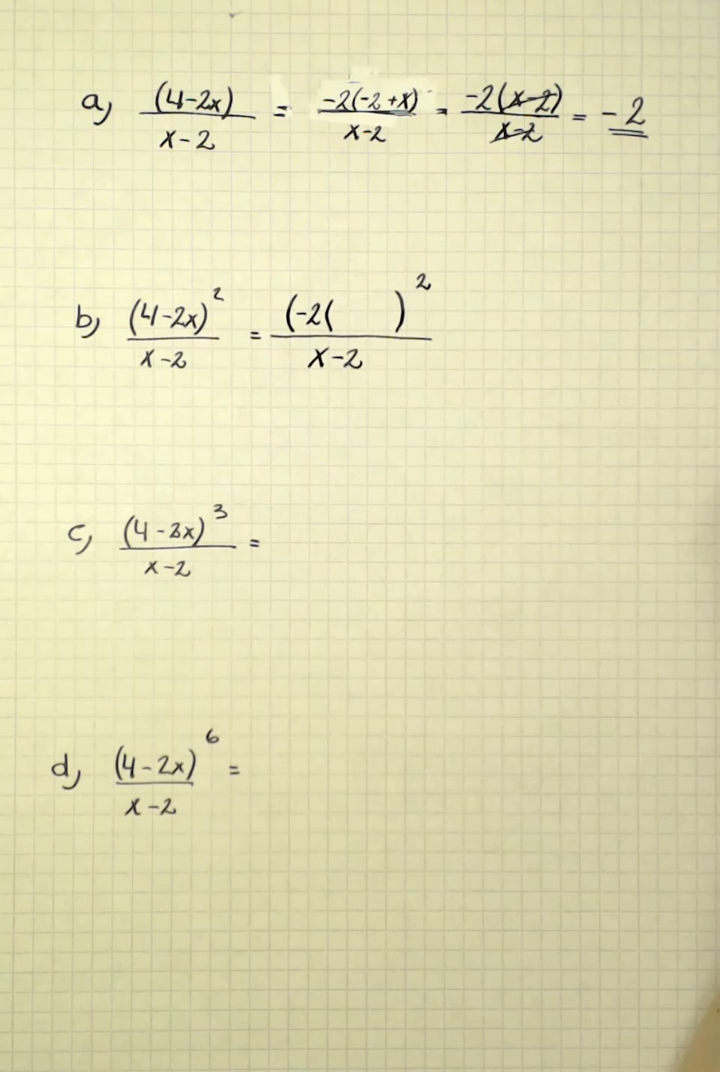 a) (4-2x)/(x-2) = -2(-2+x)/(x-2) = -2(x-2)/(x-2) = -2
b) (4-2x)²/(x-2) = (-2( )²/(x-2)
c) (4-2x)³/(x-2) =
d) (4-2x)⁶/(x-2) =